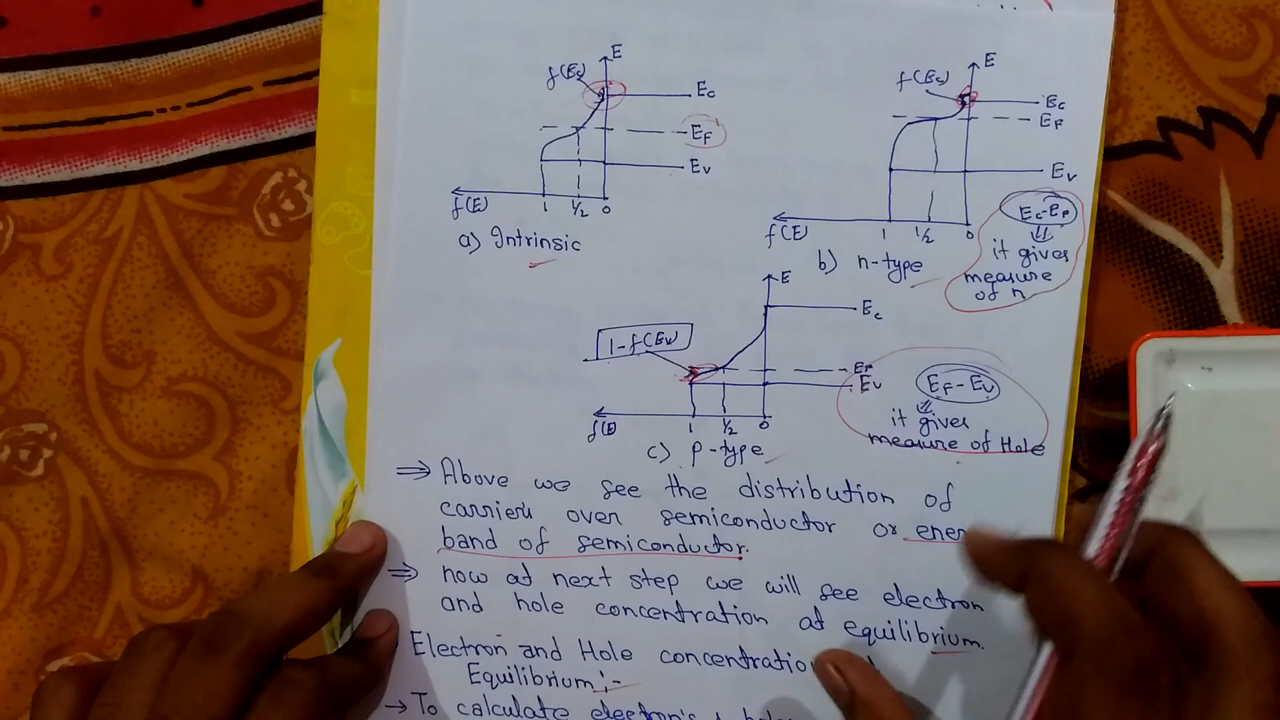 E
f(Ec)
Ec
EF
Ev
f(E) 1 1/2 0
a) Intrinsic
E
f(Ec)
Ec
EF
Ev
f(E) 1 1/2 0
b) n-type
Ec-EF
⇓
it gives
measure
of n
E
Ec
1-f(Ev)
EF
Ev
f(E) 1 1/2 0
c) p-type
EF-Ev
⇓
it gives
measure of Hole
⇒ Above we see the distribution of
carriers over semiconductor or ener
band of semiconductor.
⇒ now at next step we will see electron
and hole concentration at equilibrium.
Electron and Hole concentratio
Equilibrium:-
→ To calculate electron's